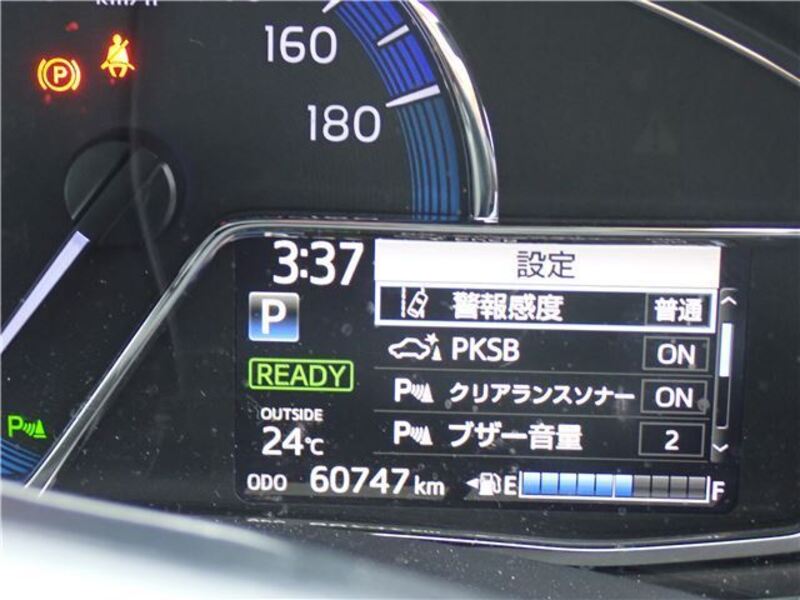 160
180
P
3:37
設定
警報感度 普通
P
PKSB ON
READY
P クリアランスソナー ON
OUTSIDE
24℃
P ブザー音量 2
P
ODO 60747 km
E F